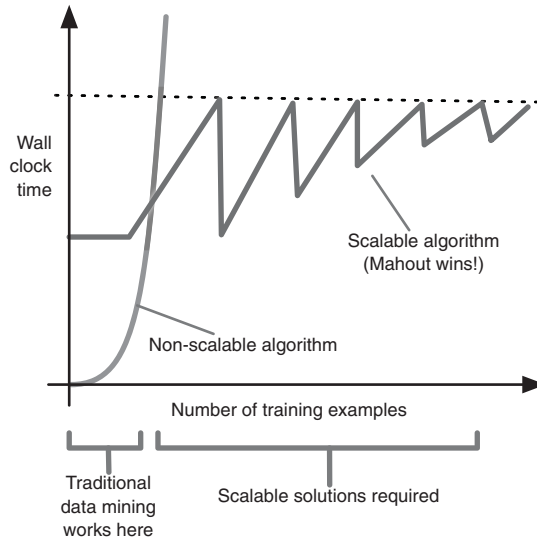 Wall
clock
time
Scalable algorithm
(Mahout wins!)
Non-scalable algorithm
Number of training examples
Traditional
data mining
works here
Scalable solutions required